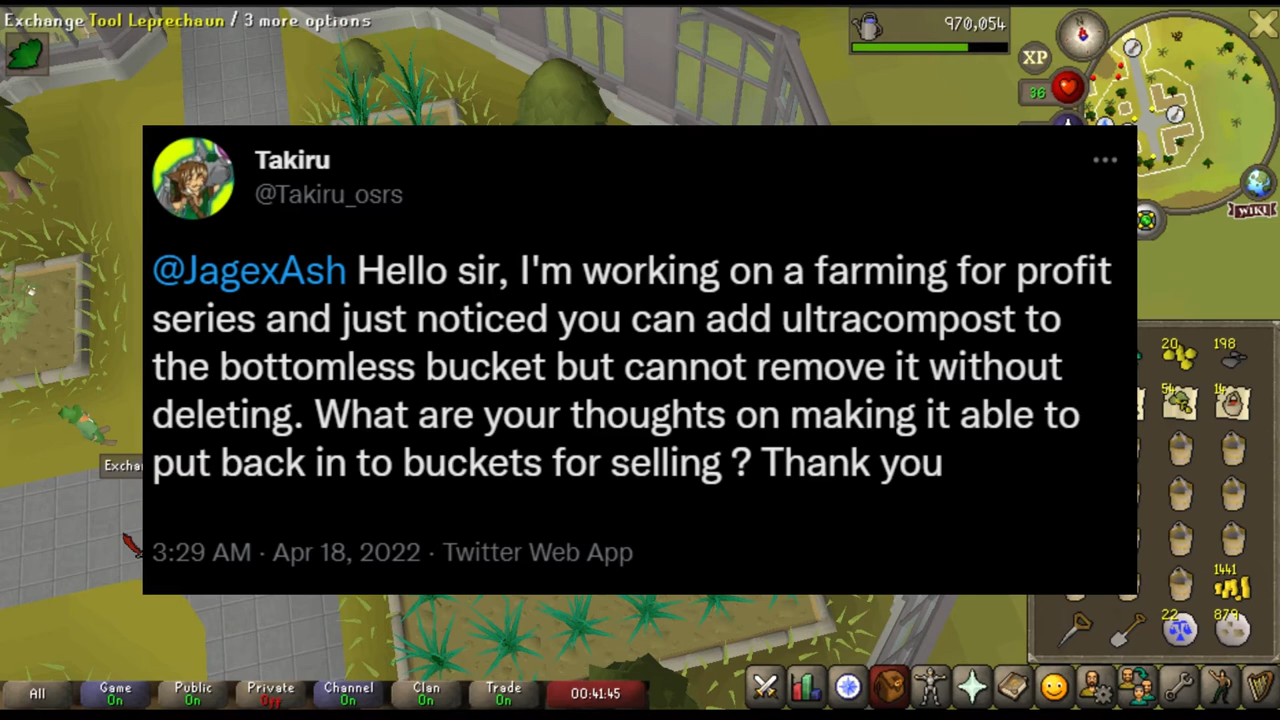 Exchange Tool Leprechaun / 3 more options
970,054
XP
36
WIKI
Takiru
@Takiru_osrs
@JagexAsh Hello sir, I'm working on a farming for profit
series and just noticed you can add ultracompost to
the bottomless bucket but cannot remove it without
deleting. What are your thoughts on making it able to
put back in to buckets for selling ? Thank you
3:29 AM · Apr 18, 2022 · Twitter Web App
20
198
54
14
1441
22
879
All
Game
On
Public
On
Private
Off
Channel
On
Clan
On
Trade
On
00:41:45